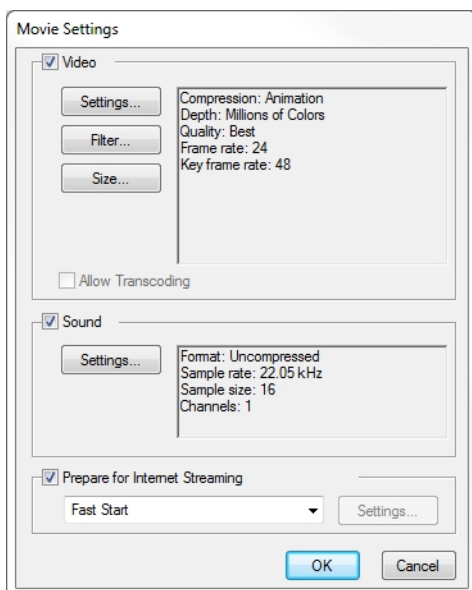 Movie Settings
Video
Settings...
Filter...
Size...
Compression: Animation
Depth: Millions of Colors
Quality: Best
Frame rate: 24
Key frame rate: 48
Allow Transcoding
Sound
Settings...
Format: Uncompressed
Sample rate: 22.05 kHz
Sample size: 16
Channels: 1
Prepare for Internet Streaming
Fast Start
Settings...
OK
Cancel